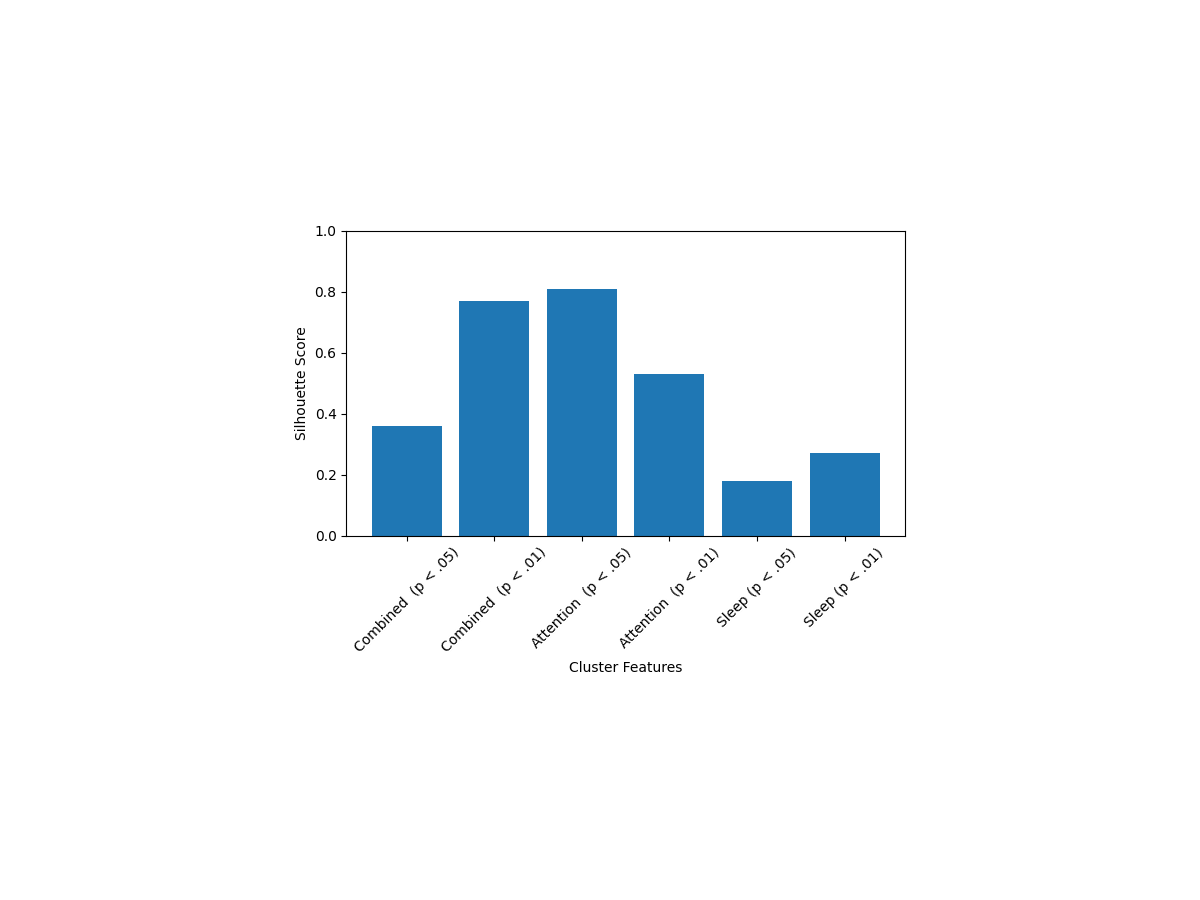 1.0
0.8
0.6
0.4
0.2
0.0
Silhouette Score
Combined  (p < .05)
Combined  (p < .01)
Attention  (p < .05)
Attention  (p < .01)
Sleep (p < .05)
Sleep (p < .01)
Cluster Features